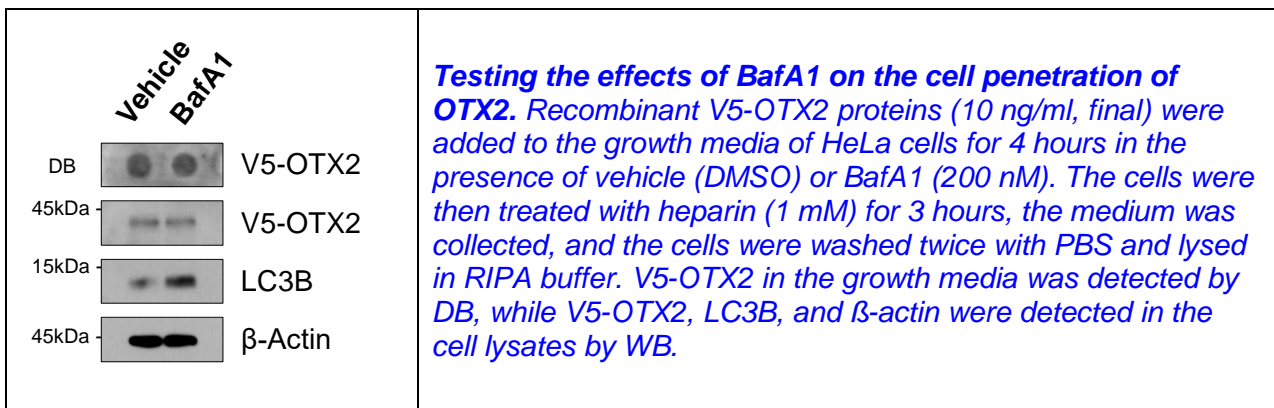 Vehicle
BafA1
DB
V5-OTX2
45kDa
V5-OTX2
15kDa
LC3B
45kDa
β-Actin
Testing the effects of BafA1 on the cell penetration of
OTX2. Recombinant V5-OTX2 proteins (10 ng/ml, final) were
added to the growth media of HeLa cells for 4 hours in the
presence of vehicle (DMSO) or BafA1 (200 nM). The cells were
then treated with heparin (1 mM) for 3 hours, the medium was
collected, and the cells were washed twice with PBS and lysed
in RIPA buffer. V5-OTX2 in the growth media was detected by
DB, while V5-OTX2, LC3B, and ß-actin were detected in the
cell lysates by WB.